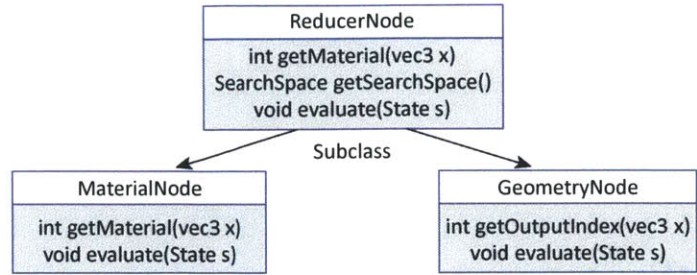 ReducerNode
int getMaterial(vec3 x)
SearchSpace getSearchSpace()
void evaluate(State s)
Subclass
MaterialNode
int getMaterial(vec3 x)
void evaluate(State s)
GeometryNode
int getOutputIndex(vec3 x)
void evaluate(State s)